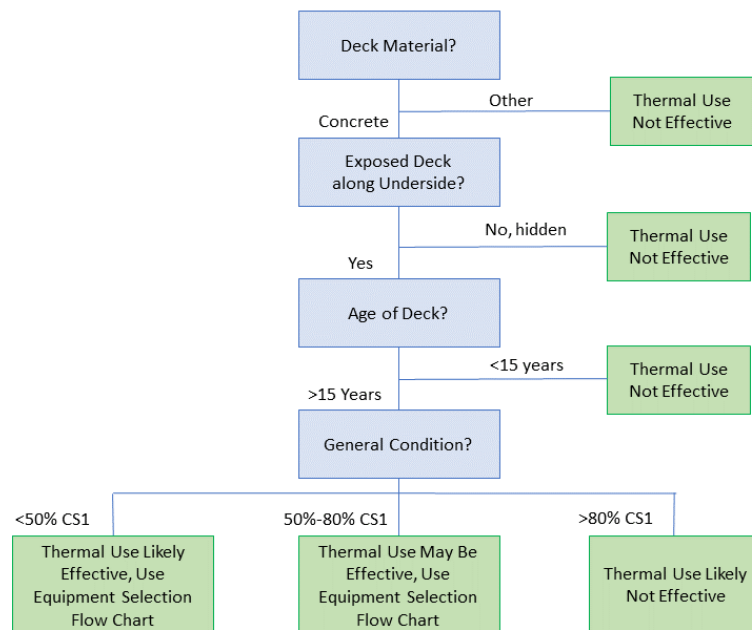 Deck Material?
Other
Thermal Use
Not Effective
Concrete
Exposed Deck
along Underside?
No, hidden
Thermal Use
Not Effective
Yes
Age of Deck?
<15 years
Thermal Use
Not Effective
>15 Years
General Condition?
<50% CS1
50%-80% CS1
>80% CS1
Thermal Use Likely
Effective, Use
Equipment Selection
Flow Chart
Thermal Use May Be
Effective, Use
Equipment Selection
Flow Chart
Thermal Use Likely
Not Effective